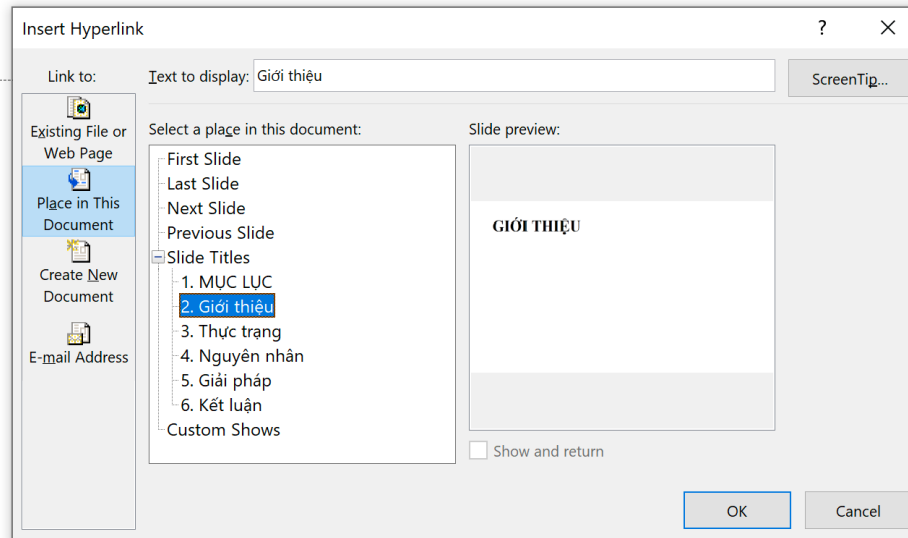 Insert Hyperlink
Link to:
Text to display: Giới thiệu
ScreenTip...
Existing File or
Web Page
Place in This
Document
Create New
Document
E-mail Address
Select a place in this document:
First Slide
Last Slide
Next Slide
Previous Slide
Slide Titles
1. MỤC LỤC
2. Giới thiệu
3. Thực trạng
4. Nguyên nhân
5. Giải pháp
6. Kết luận
Custom Shows
Slide preview:
GIỚI THIỆU
Show and return
OK
Cancel